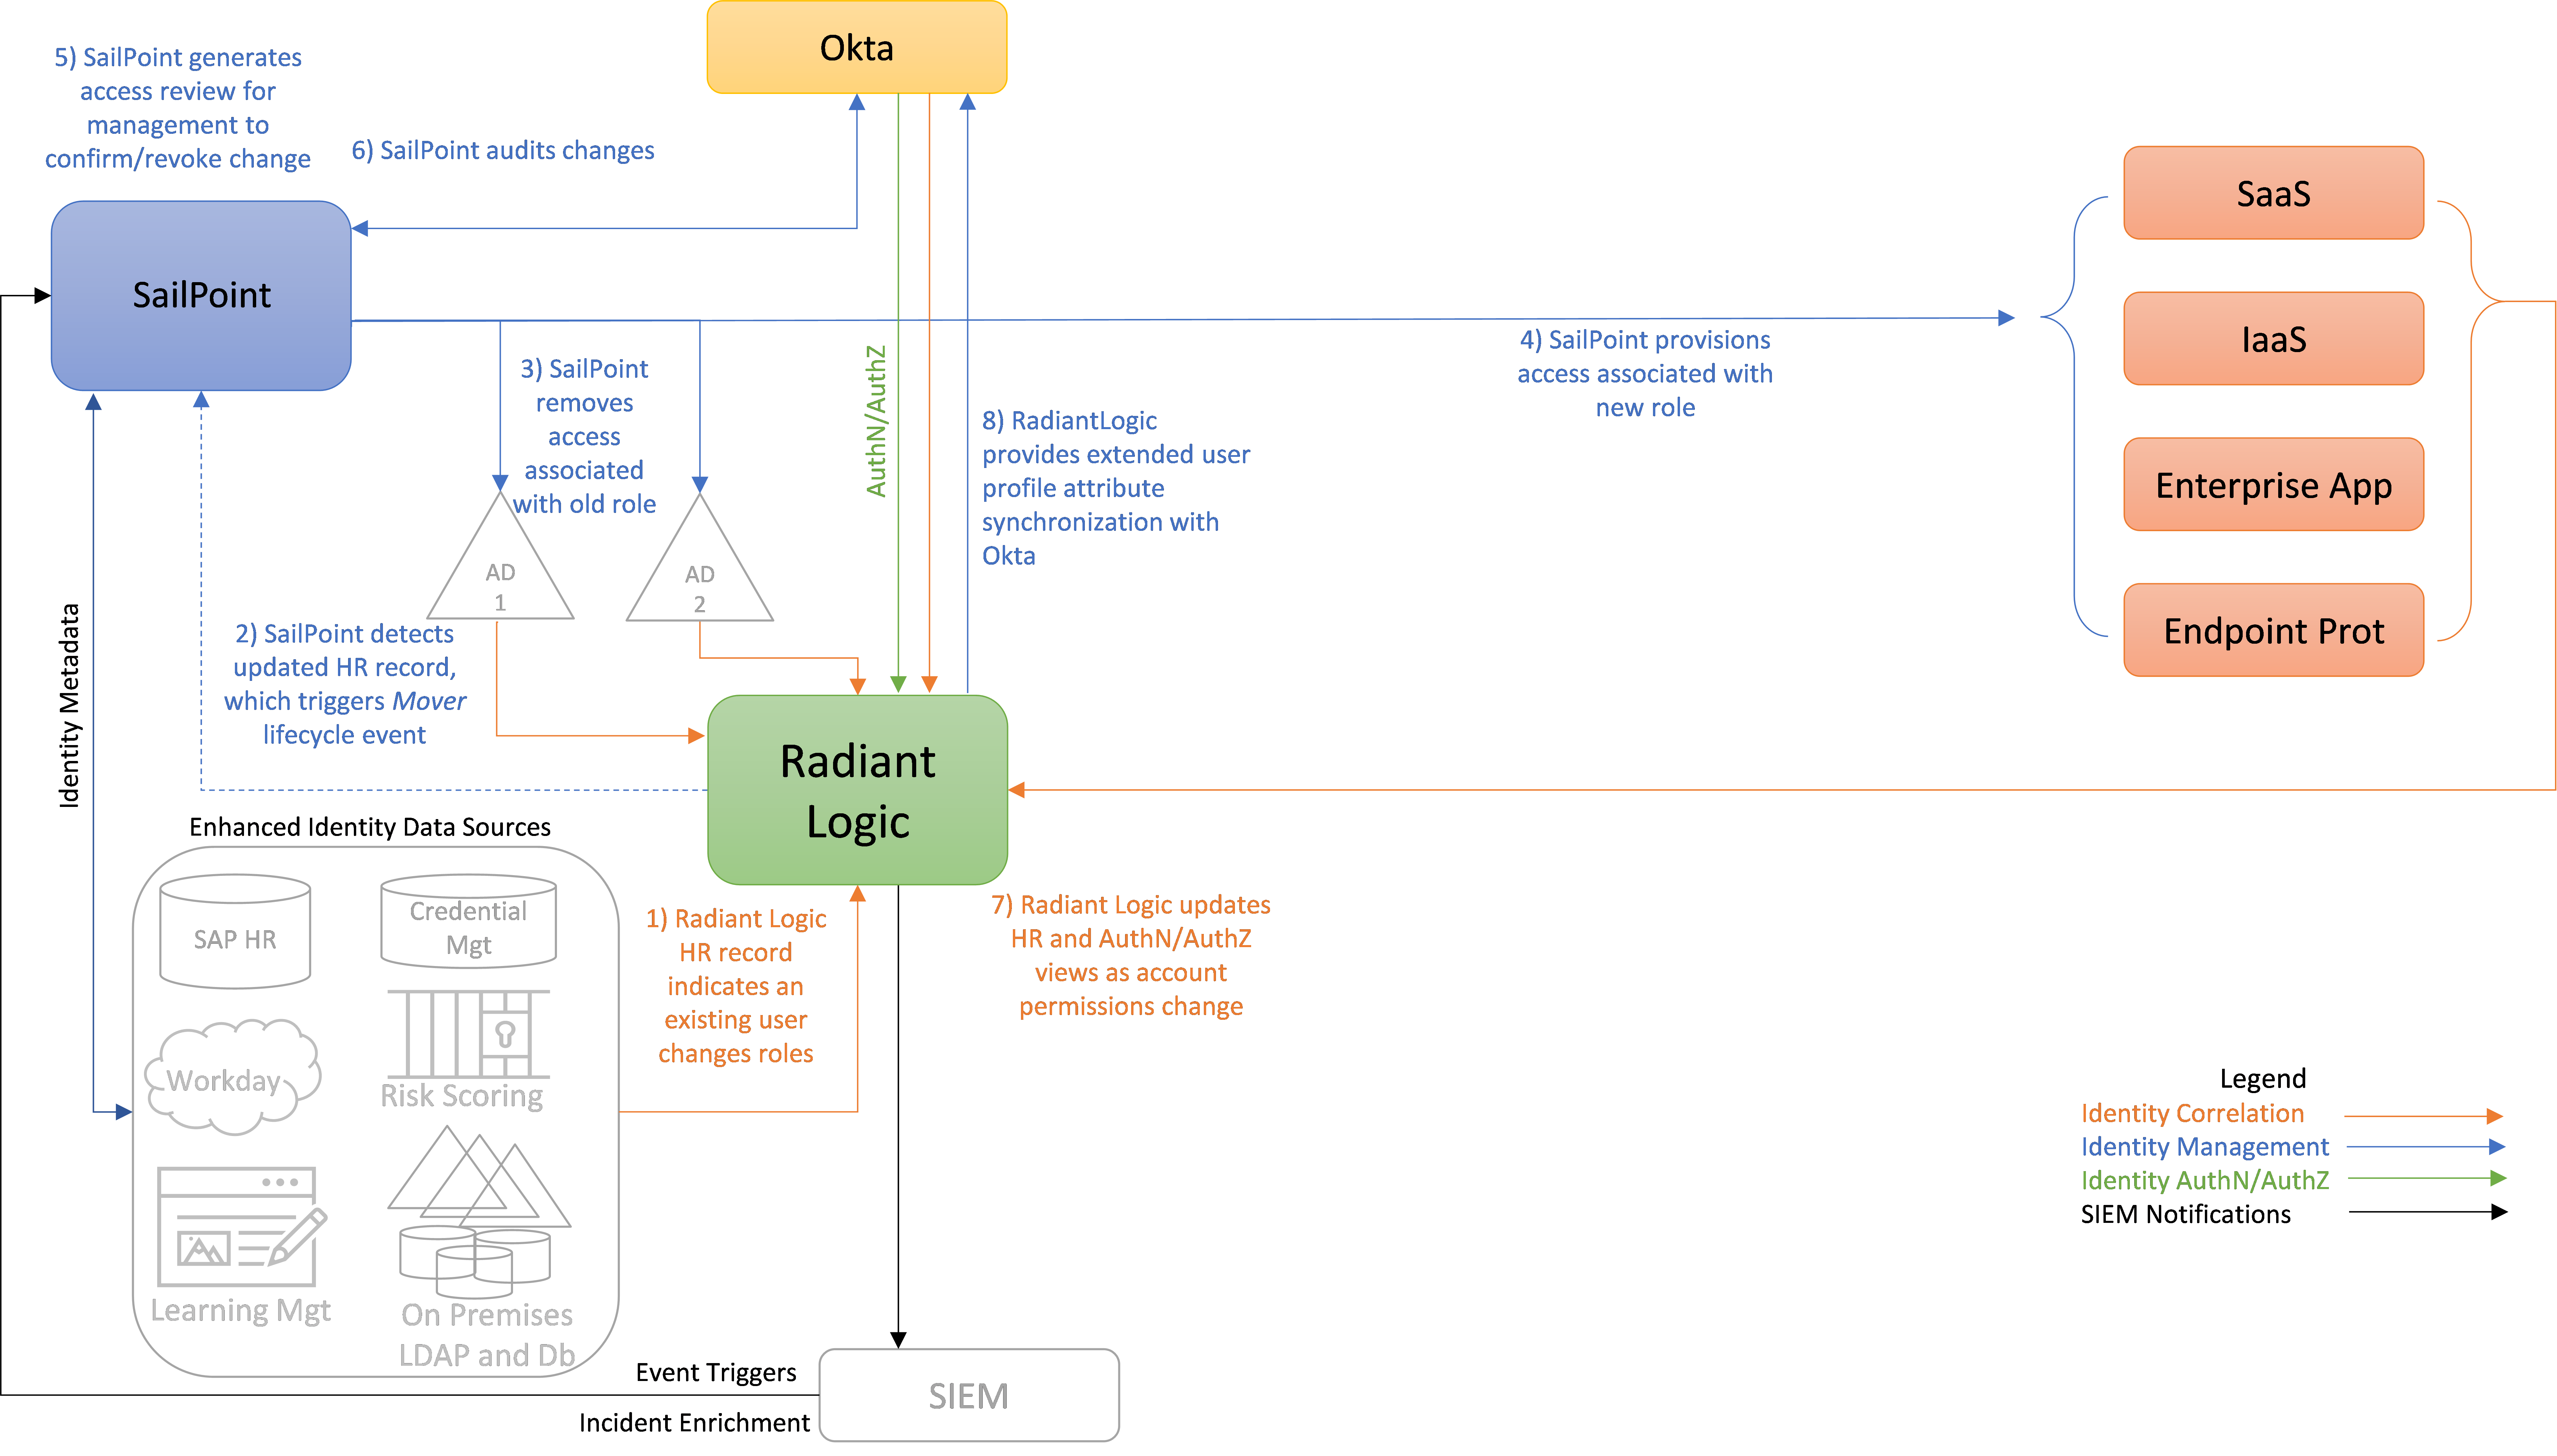 Okta
5) SailPoint generates
access review for
management to
confirm/revoke change
6) SailPoint audits changes
SailPoint
SaaS
IaaS
Enterprise App
Endpoint Prot
4) SailPoint provisions
access associated with
new role
3) SailPoint
removes
access
associated
with old role
AuthN/AuthZ
8) RadiantLogic
provides extended user
profile attribute
synchronization with
Okta
AD
1
AD
2
2) SailPoint detects
updated HR record,
which triggers Mover
lifecycle event
Identity Metadata
Radiant
Logic
Enhanced Identity Data Sources
SAP HR
Credential
Mgt
Workday
Risk Scoring
Learning Mgt
On Premises
LDAP and Db
1) Radiant Logic
HR record
indicates an
existing user
changes roles
7) Radiant Logic updates
HR and AuthN/AuthZ
views as account
permissions change
Legend
Identity Correlation
Identity Management
Identity AuthN/AuthZ
SIEM Notifications
Event Triggers
Incident Enrichment
SIEM